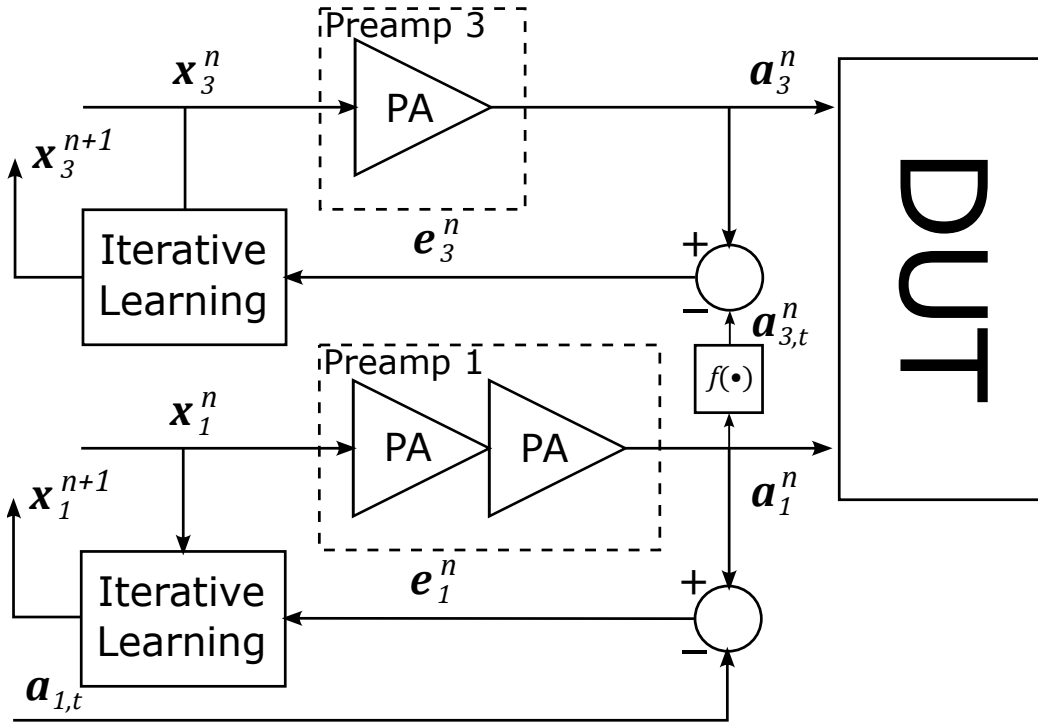 Preamp 3
x_3^n
PA
a_3^n
x_3^{n+1}
Iterative
Learning
e_3^n
+
−
a_{3,t}^n
f(•)
DUT
Preamp 1
x_1^n
PA
PA
a_1^n
x_1^{n+1}
Iterative
Learning
e_1^n
+
−
a_{1,t}